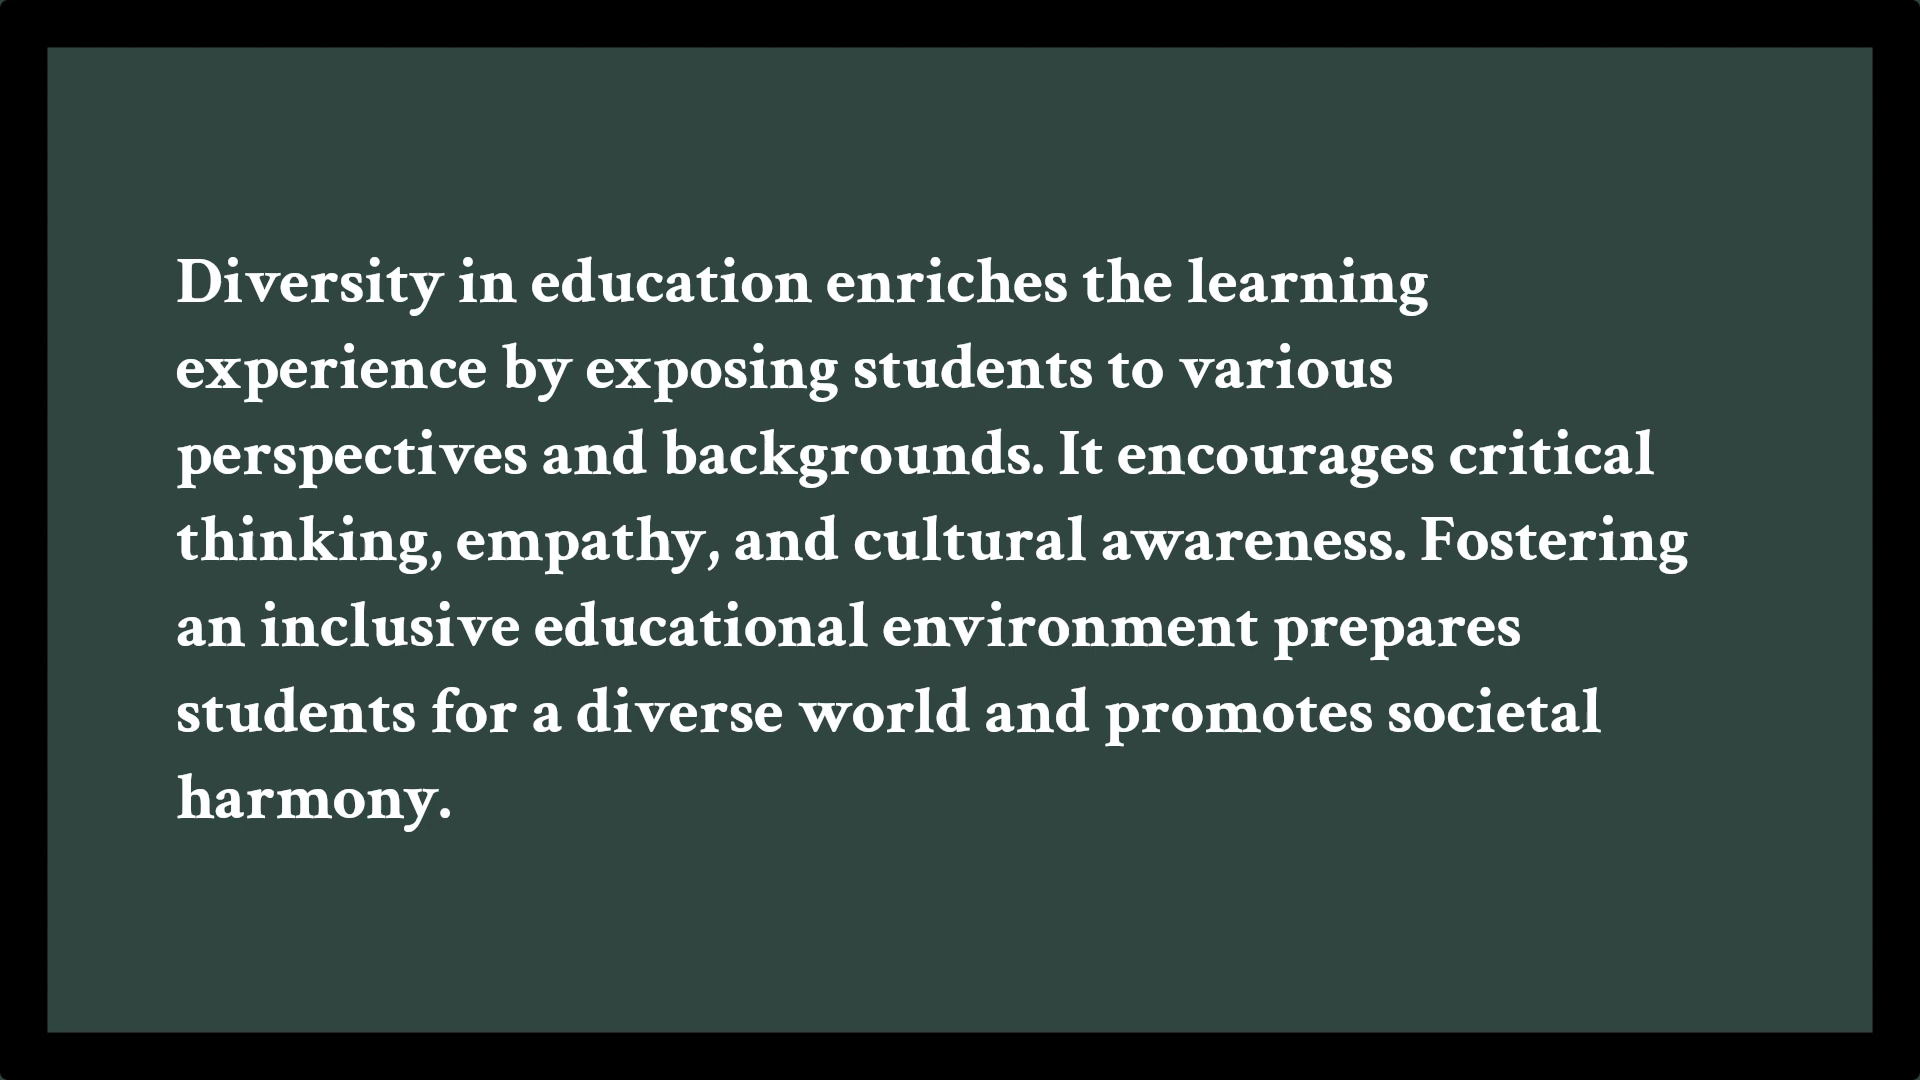 Diversity in education enriches the learning
experience by exposing students to various
perspectives and backgrounds. It encourages critical
thinking, empathy, and cultural awareness. Fostering
an inclusive educational environment prepares
students for a diverse world and promotes societal
harmony.